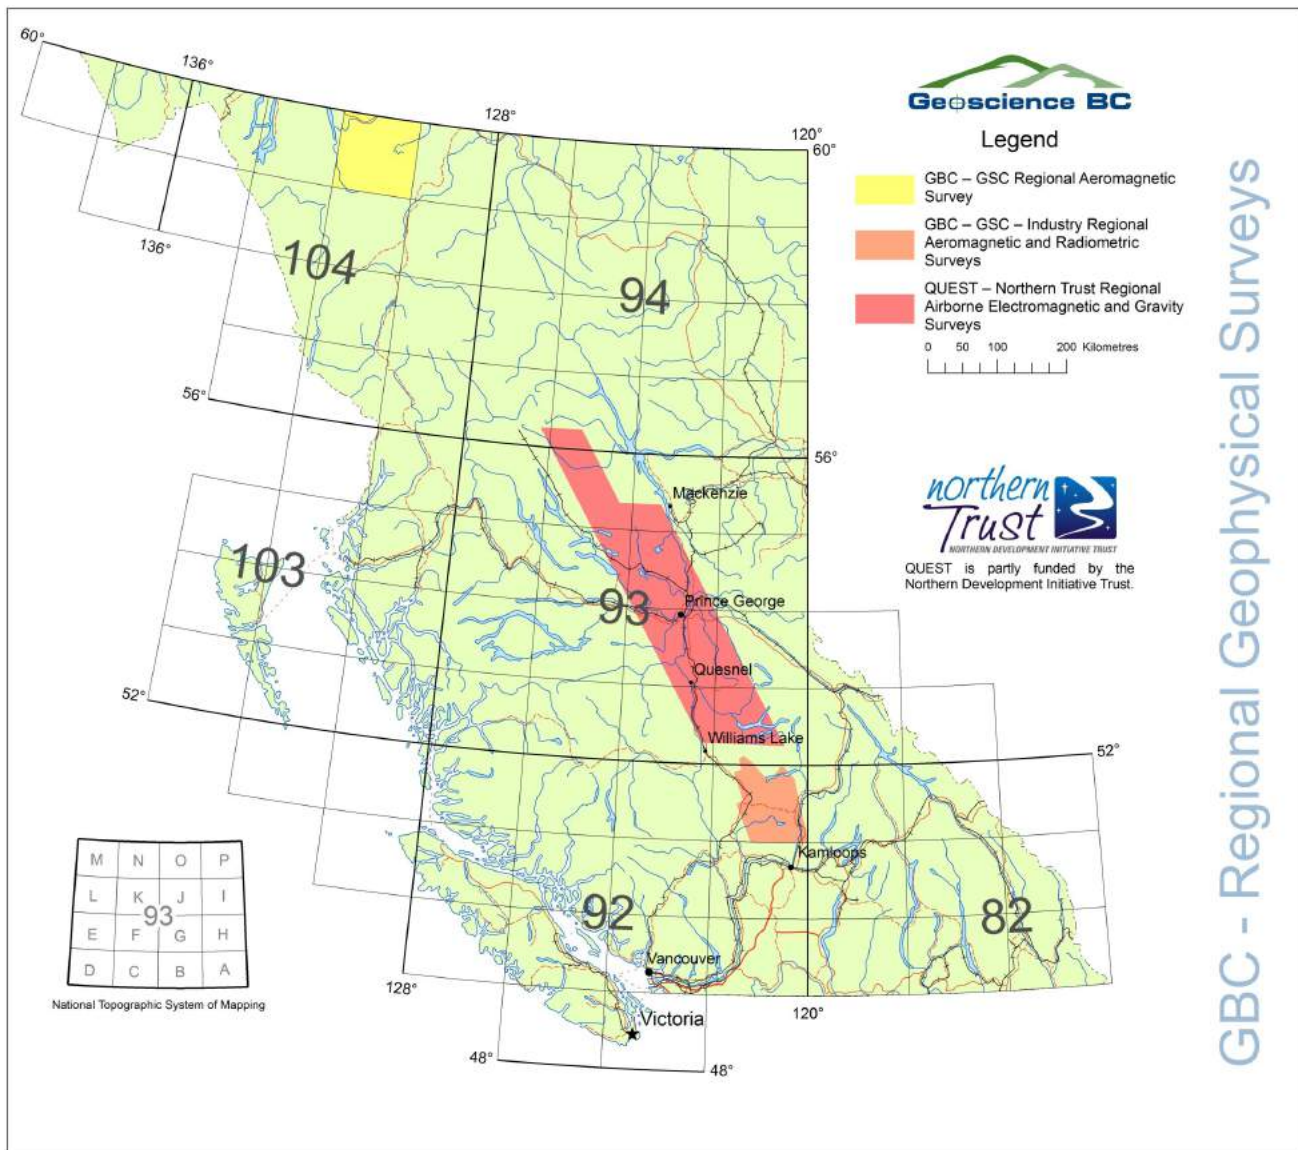 60°
136°
128°
120°
60°
Geoscience BC
Legend
GBC – GSC Regional Aeromagnetic
Survey
GBC – GSC – Industry Regional
Aeromagnetic and Radiometric
Surveys
QUEST – Northern Trust Regional
Airborne Electromagnetic and Gravity
Surveys
0 50 100 200 Kilometres
GBC - Regional Geophysical Surveys
136°
104
94
56°
56°
northern
Trust
NORTHERN DEVELOPMENT INITIATIVE TRUST
QUEST is partly funded by the
Northern Development Initiative Trust.
Mackenzie
103
93
Prince George
Quesnel
52°
Williams Lake
52°
Kamloops
92
82
Vancouver
128°
120°
Victoria
48°
48°
M N O P
L K J I
93
E F G H
D C B A
National Topographic System of Mapping